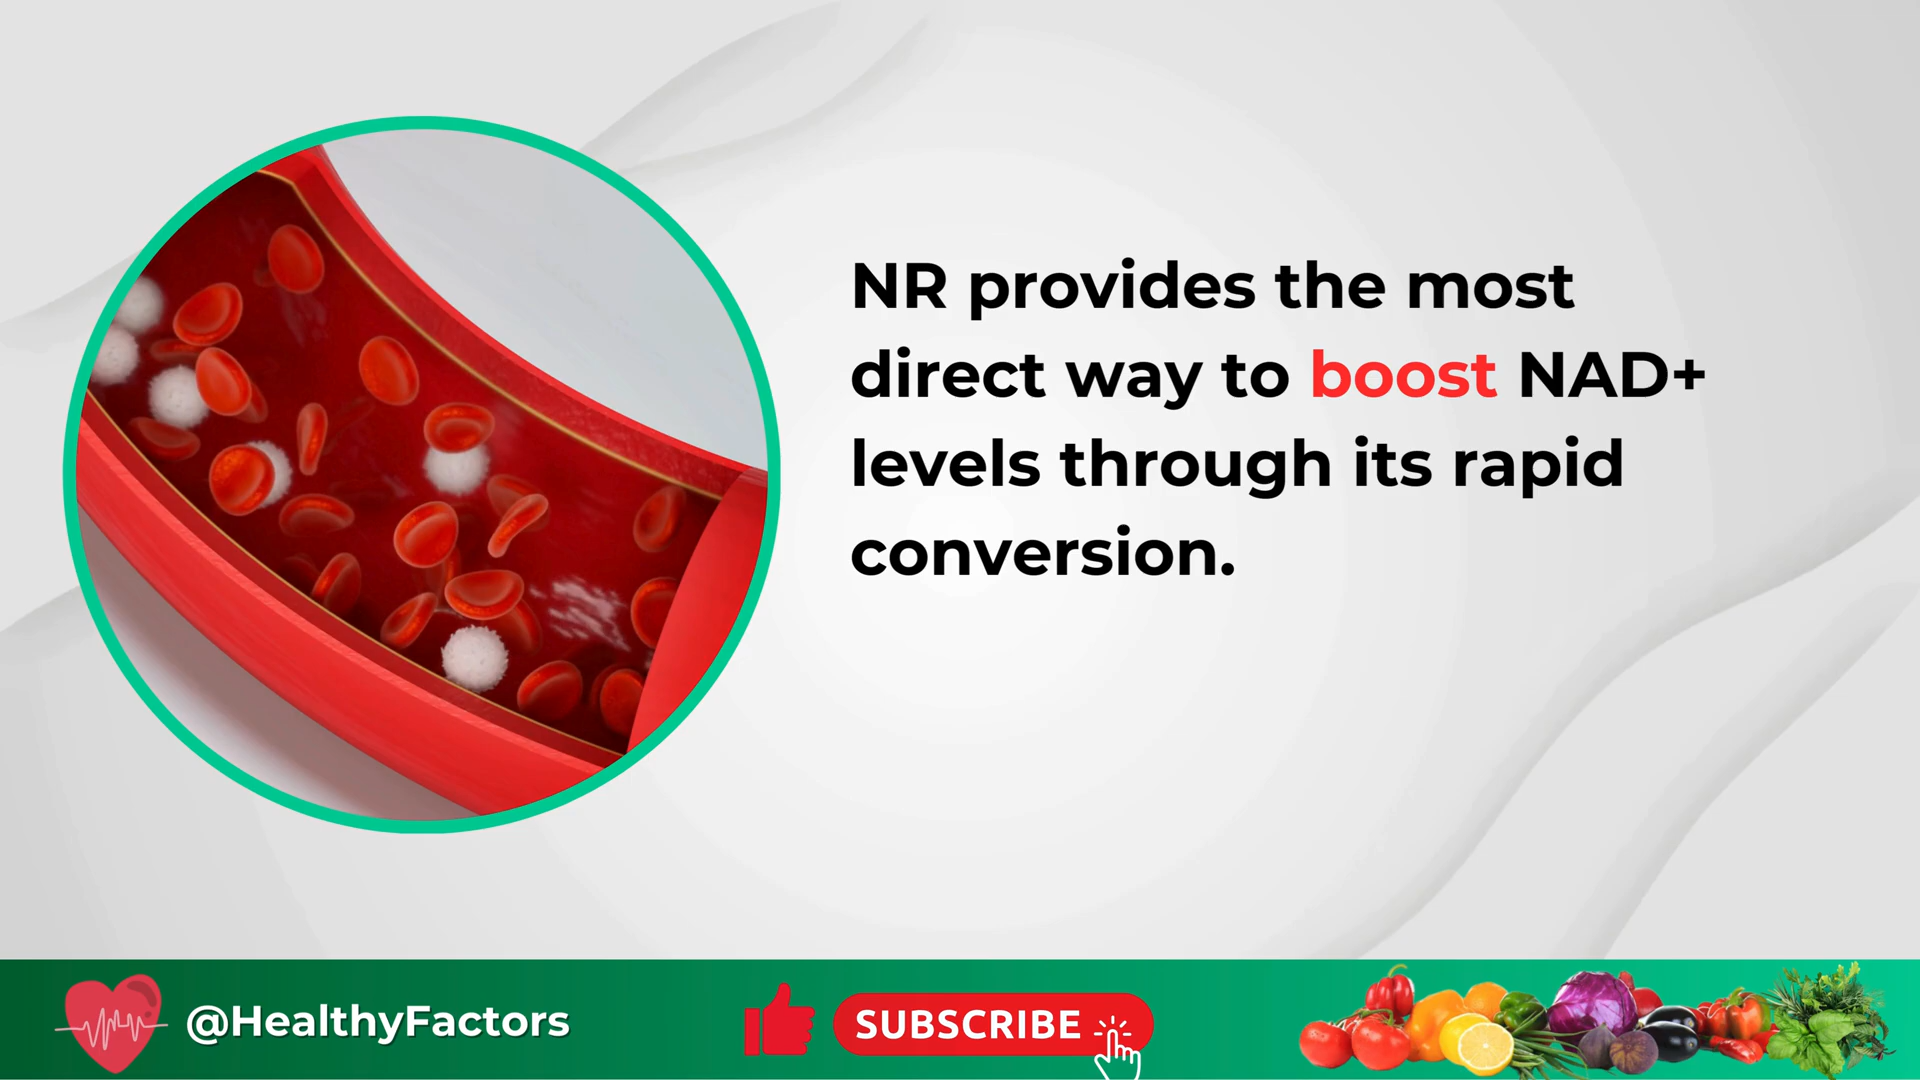 NR provides the most
direct way to boost NAD+
levels through its rapid
conversion.
@HealthyFactors
SUBSCRIBE